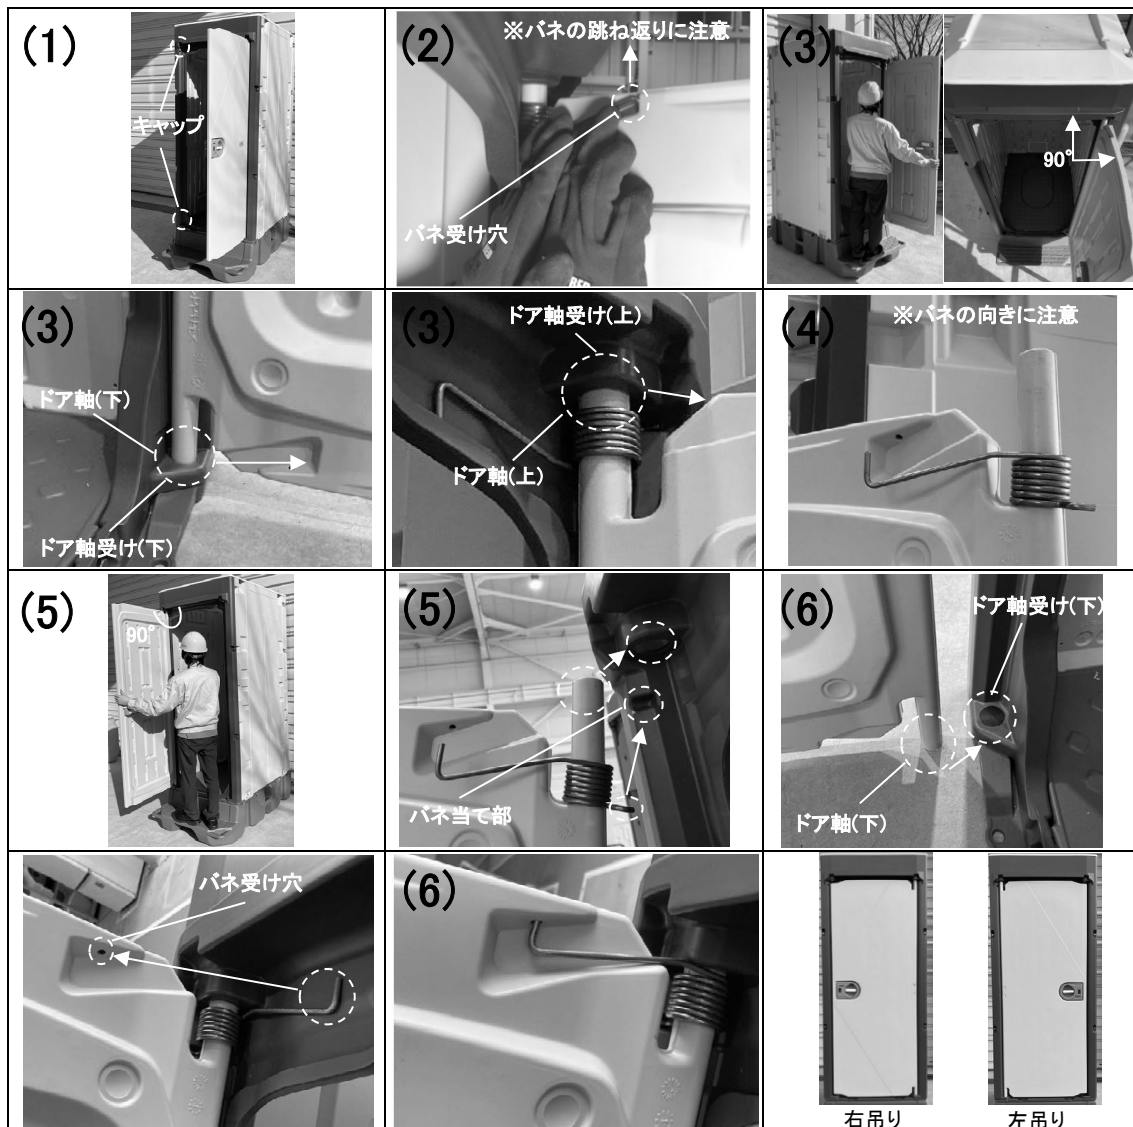 (1)
キャップ
(2)
※バネの跳ね返りに注意
バネ受け穴
(3)
90°
(3)
ドア軸(下)
ドア軸受け(下)
(3)
ドア軸受け(上)
ドア軸(上)
(4)
※バネの向きに注意
(5)
90°
(5)
バネ当て部
(6)
ドア軸受け(下)
ドア軸(下)
バネ受け穴
(6)
右吊り
左吊り